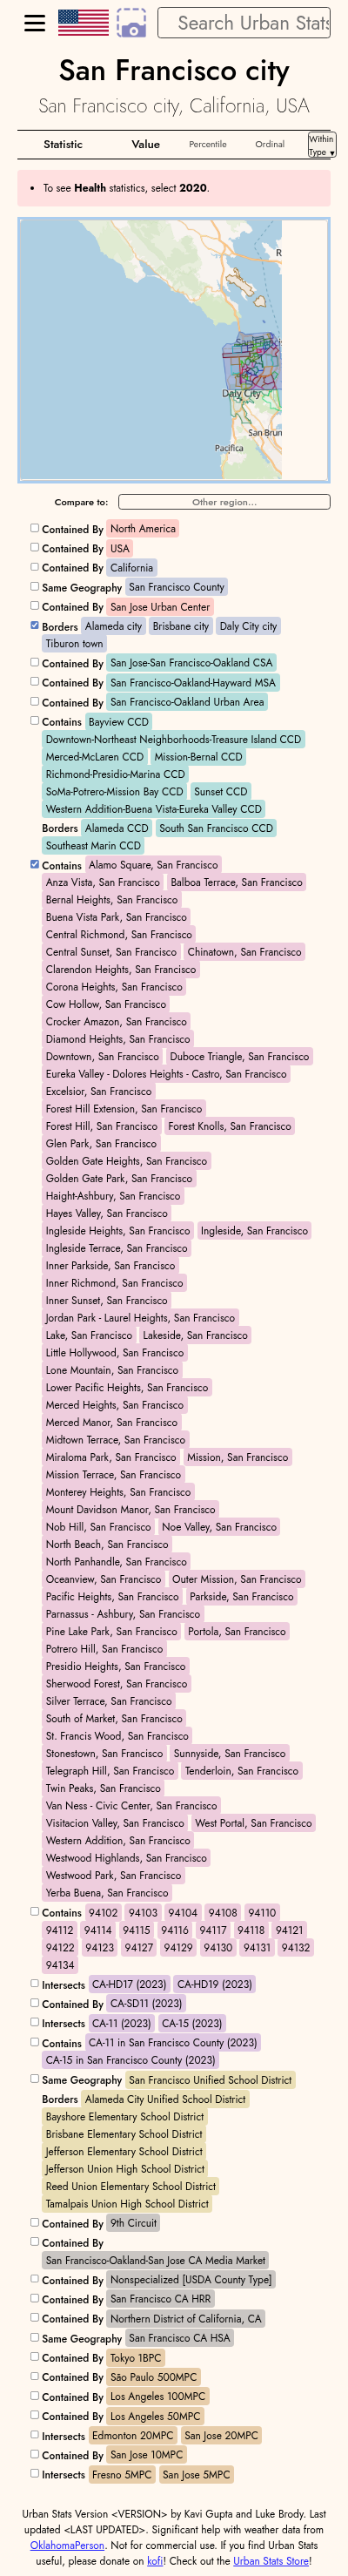 Search Urban Stats
San Francisco city
San Francisco city, California, USA
Statistic Value Percentile Ordinal Within Type ▼
• To see Health statistics, select 2020.
San Franci
Daly City
San Brun
Pacifica
Compare to: Other region...
Contained By North America
Contained By USA
Contained By California
Same Geography San Francisco County
Contained By San Jose Urban Center
Borders Alameda city Brisbane city Daly City city
Tiburon town
Contained By San Jose-San Francisco-Oakland CSA
Contained By San Francisco-Oakland-Hayward MSA
Contained By San Francisco-Oakland Urban Area
Contains Bayview CCD
Downtown-Northeast Neighborhoods-Treasure Island CCD
Merced-McLaren CCD Mission-Bernal CCD
Richmond-Presidio-Marina CCD
SoMa-Potrero-Mission Bay CCD Sunset CCD
Western Addition-Buena Vista-Eureka Valley CCD
Borders Alameda CCD South San Francisco CCD
Southeast Marin CCD
Contains Alamo Square, San Francisco
Anza Vista, San Francisco Balboa Terrace, San Francisco
Bernal Heights, San Francisco
Buena Vista Park, San Francisco
Central Richmond, San Francisco
Central Sunset, San Francisco Chinatown, San Francisco
Clarendon Heights, San Francisco
Corona Heights, San Francisco
Cow Hollow, San Francisco
Crocker Amazon, San Francisco
Diamond Heights, San Francisco
Downtown, San Francisco Duboce Triangle, San Francisco
Eureka Valley - Dolores Heights - Castro, San Francisco
Excelsior, San Francisco
Forest Hill Extension, San Francisco
Forest Hill, San Francisco Forest Knolls, San Francisco
Glen Park, San Francisco
Golden Gate Heights, San Francisco
Golden Gate Park, San Francisco
Haight-Ashbury, San Francisco
Hayes Valley, San Francisco
Ingleside Heights, San Francisco Ingleside, San Francisco
Ingleside Terrace, San Francisco
Inner Parkside, San Francisco
Inner Richmond, San Francisco
Inner Sunset, San Francisco
Jordan Park - Laurel Heights, San Francisco
Lake, San Francisco Lakeside, San Francisco
Little Hollywood, San Francisco
Lone Mountain, San Francisco
Lower Pacific Heights, San Francisco
Merced Heights, San Francisco
Merced Manor, San Francisco
Midtown Terrace, San Francisco
Miraloma Park, San Francisco Mission, San Francisco
Mission Terrace, San Francisco
Monterey Heights, San Francisco
Mount Davidson Manor, San Francisco
Nob Hill, San Francisco Noe Valley, San Francisco
North Beach, San Francisco
North Panhandle, San Francisco
Oceanview, San Francisco Outer Mission, San Francisco
Pacific Heights, San Francisco Parkside, San Francisco
Parnassus - Ashbury, San Francisco
Pine Lake Park, San Francisco Portola, San Francisco
Potrero Hill, San Francisco
Presidio Heights, San Francisco
Sherwood Forest, San Francisco
Silver Terrace, San Francisco
South of Market, San Francisco
St. Francis Wood, San Francisco
Stonestown, San Francisco Sunnyside, San Francisco
Telegraph Hill, San Francisco Tenderloin, San Francisco
Twin Peaks, San Francisco
Van Ness - Civic Center, San Francisco
Visitacion Valley, San Francisco West Portal, San Francisco
Western Addition, San Francisco
Westwood Highlands, San Francisco
Westwood Park, San Francisco
Yerba Buena, San Francisco
Contains 94102 94103 94104 94108 94110
94112 94114 94115 94116 94117 94118 94121
94122 94123 94127 94129 94130 94131 94132
94134
Intersects CA-HD17 (2023) CA-HD19 (2023)
Contained By CA-SD11 (2023)
Intersects CA-11 (2023) CA-15 (2023)
Contains CA-11 in San Francisco County (2023)
CA-15 in San Francisco County (2023)
Same Geography San Francisco Unified School District
Borders Alameda City Unified School District
Bayshore Elementary School District
Brisbane Elementary School District
Jefferson Elementary School District
Jefferson Union High School District
Reed Union Elementary School District
Tamalpais Union High School District
Contained By 9th Circuit
Contained By
San Francisco-Oakland-San Jose CA Media Market
Contained By Nonspecialized [USDA County Type]
Contained By San Francisco CA HRR
Contained By Northern District of California, CA
Same Geography San Francisco CA HSA
Contained By Tokyo 1BPC
Contained By São Paulo 500MPC
Contained By Los Angeles 100MPC
Contained By Los Angeles 50MPC
Intersects Edmonton 20MPC San Jose 20MPC
Contained By San Jose 10MPC
Intersects Fresno 5MPC San Jose 5MPC
Urban Stats Version <VERSION> by Kavi Gupta and Luke Brody. Last
updated <LAST UPDATED>. Significant help with weather data from
OklahomaPerson. Not for commercial use. If you find Urban Stats
useful, please donate on kofi! Check out the Urban Stats Store!